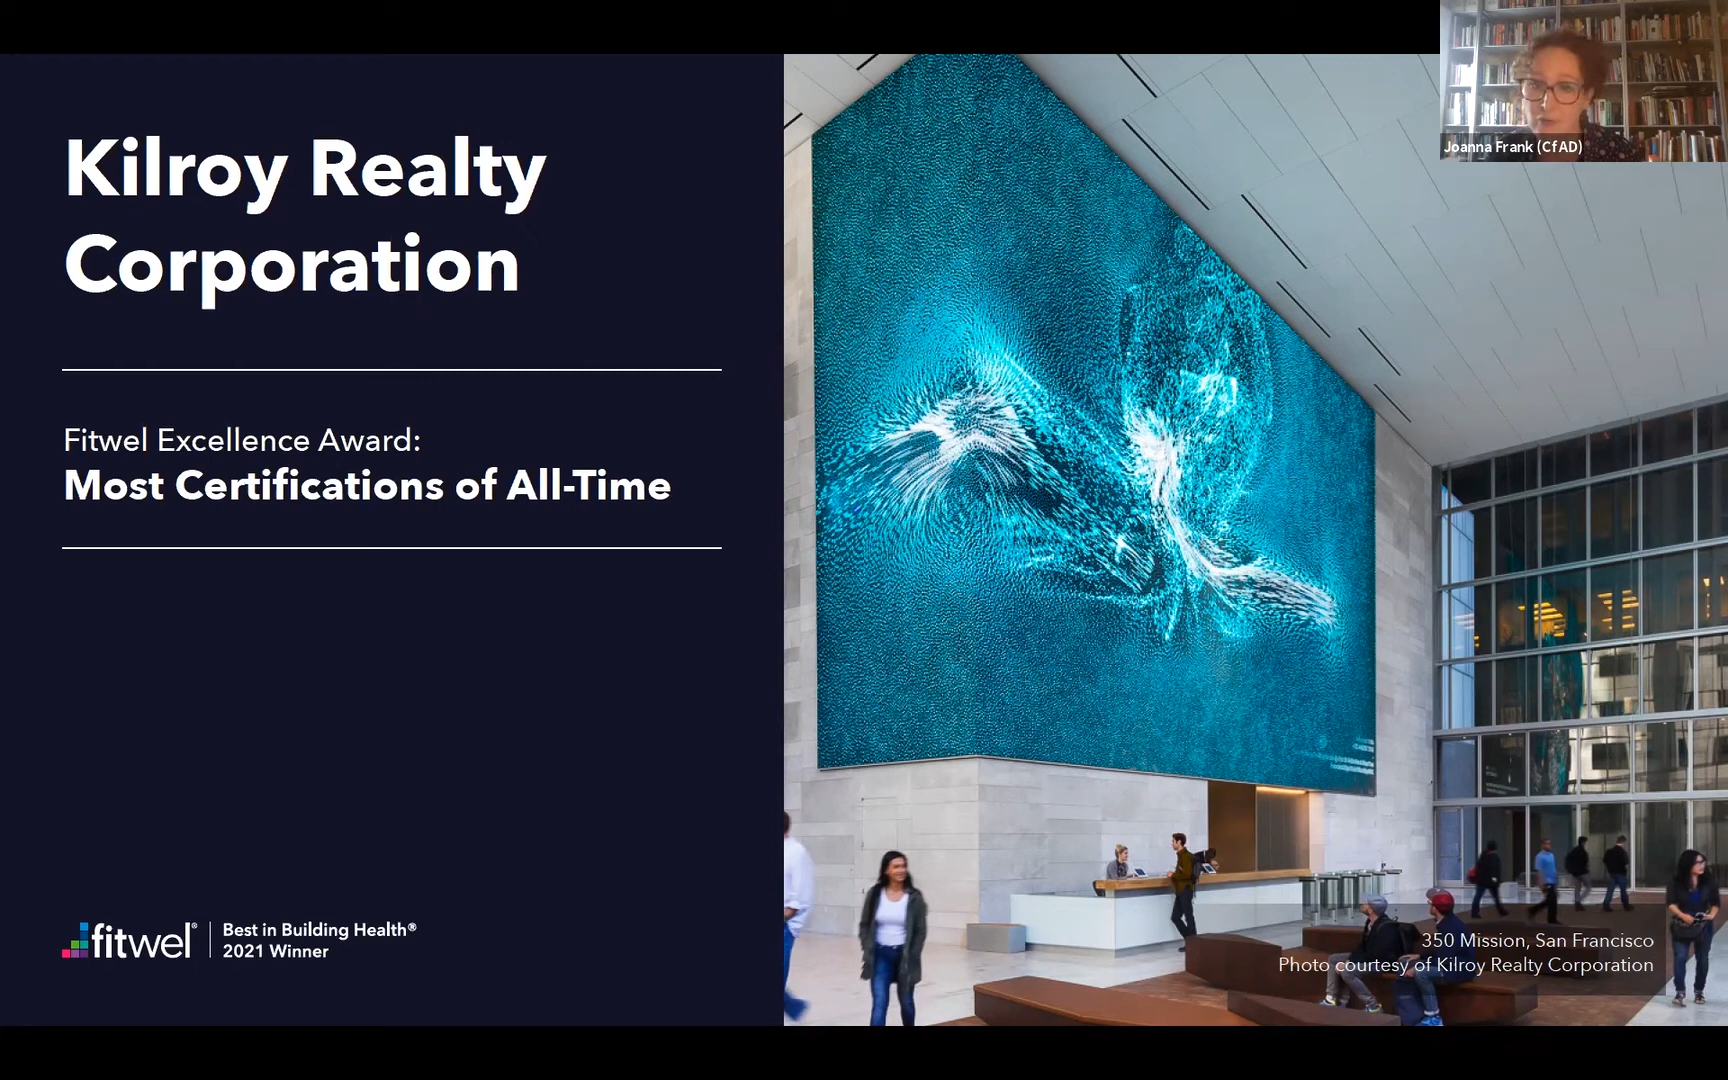 Joanna Frank (CfAD)
Kilroy Realty
Corporation
Fitwel Excellence Award:
Most Certifications of All-Time
fitwel®
Best in Building Health®
2021 Winner
350 Mission, San Francisco
Photo courtesy of Kilroy Realty Corporation